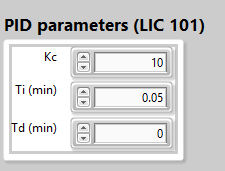 PID parameters (LIC 101)
Kc 10
Ti (min) 0.05
Td (min) 0